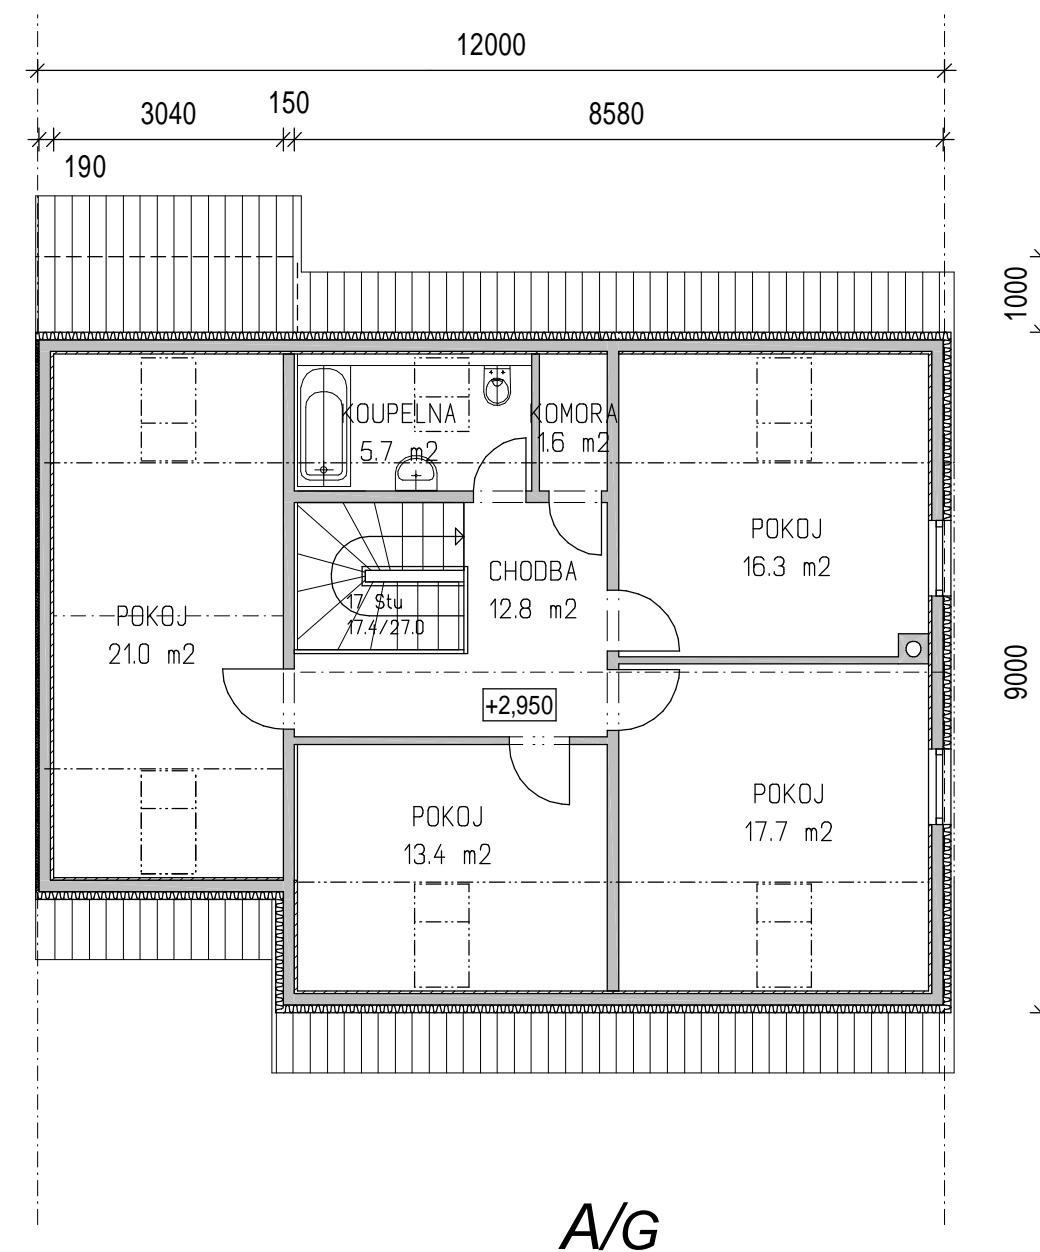 12000
3040
150
8580
190
1000
KOUPELNA
5.7 m2
KOMORA
1.6 m2
POKOJ
16.3 m2
CHODBA
12.8 m2
17 Stu
17.4/27.0
POKOJ
21.0 m2
9000
+2,950
POKOJ
13.4 m2
POKOJ
17.7 m2
A/G